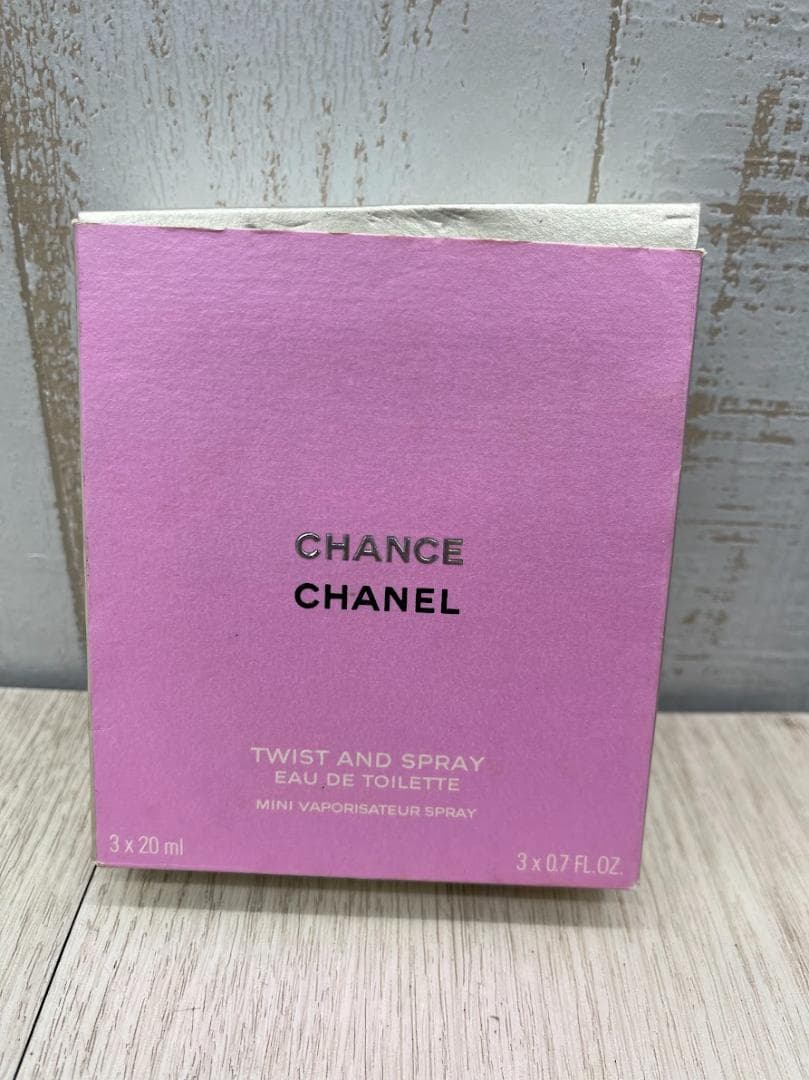 CHANCE
CHANEL
TWIST AND SPRAY
EAU DE TOILETTE
MINI VAPORISATEUR SPRAY
3 x 20 ml
3 x 0.7 FL.OZ.